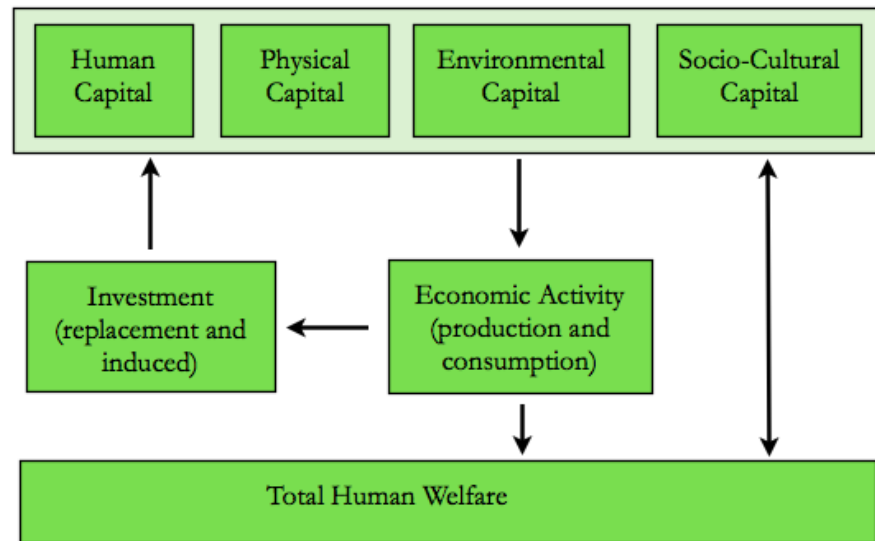 Human
Capital
Physical
Capital
Environmental
Capital
Socio-Cultural
Capital
Investment
(replacement and
induced)
Economic Activity
(production and
consumption)
Total Human Welfare